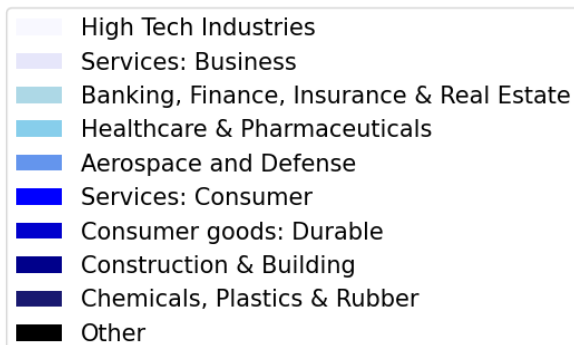 High Tech Industries
Services: Business
Banking, Finance, Insurance & Real Estate
Healthcare & Pharmaceuticals
Aerospace and Defense
Services: Consumer
Consumer goods: Durable
Construction & Building
Chemicals, Plastics & Rubber
Other